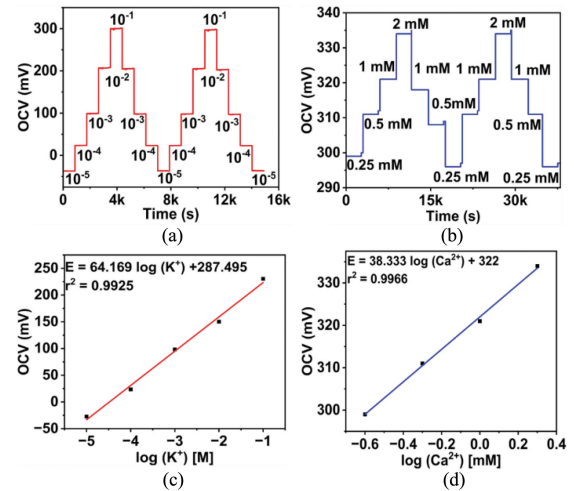 OCV (mV)
300
200
100
0
10⁻¹
10⁻¹
10⁻²
10⁻²
10⁻³
10⁻³
10⁻³
10⁻³
10⁻⁴
10⁻⁴
10⁻⁴
10⁻⁴
10⁻⁵
10⁻⁵
10⁻⁵
0
4k
8k
12k
16k
Time (s)
(a)
OCV (mV)
340
330
320
310
300
290
2 mM
2 mM
1 mM
1 mM
1 mM
1 mM
0.5 mM
0.5mM
0.5 mM
0.25 mM
0.25 mM
0.25 mM
0
15k
30k
Time (s)
(b)
OCV (mV)
250
200
150
100
50
0
−50
E = 64.169 log (K⁺) +287.495
r² = 0.9925
−5
−4
−3
−2
−1
log (K⁺) [M]
(c)
OCV (mV)
330
320
310
300
E = 38.333 log (Ca²⁺) + 322
r² = 0.9966
−0.6
−0.4
−0.2
0.0
0.2
0.4
log (Ca²⁺) [mM]
(d)